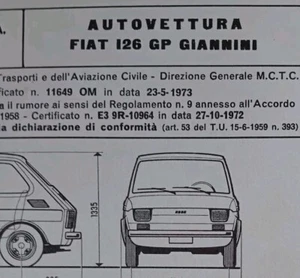 A.
AUTOVETTURA
FIAT 126 GP GIANNINI
Trasporti e dell'Aviazione Civile - Direzione Generale M.C.T.C.
ficato n. 11649 OM in data 23-5-1973
a il rumore ai sensi del Regolamento n. 9 annesso all'Accordo
1958 - Certificato n. E3 9R-10964 in data 27-10-1972
la dichiarazione di conformità (art. 53 del T.U. 15-6-1959 n. 393)
1335
FIAT